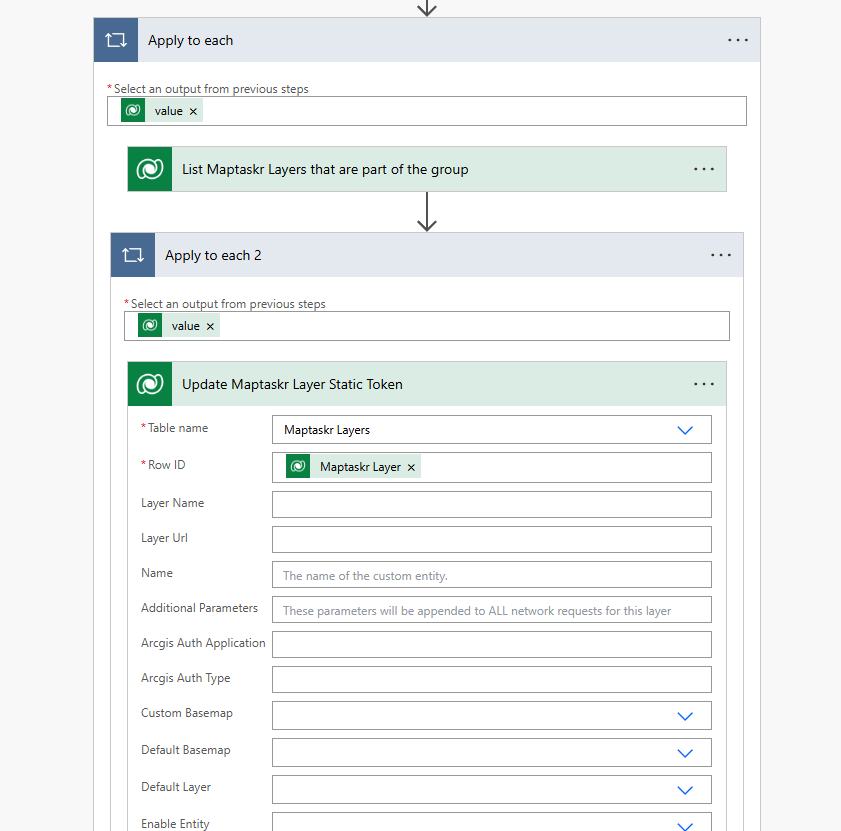 Apply to each
* Select an output from previous steps
value ×
List Maptaskr Layers that are part of the group
Apply to each 2
* Select an output from previous steps
value ×
Update Maptaskr Layer Static Token
* Table name Maptaskr Layers
* Row ID Maptaskr Layer ×
Layer Name
Layer Url
Name The name of the custom entity.
Additional Parameters These parameters will be appended to ALL network requests for this layer
Arcgis Auth Application
Arcgis Auth Type
Custom Basemap
Default Basemap
Default Layer
Enable Entity